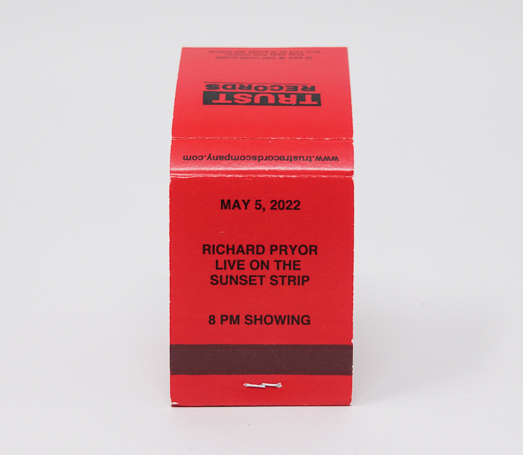 TRUST
RECORDS
www.trustrecordscompany.com
MAY 5, 2022
RICHARD PRYOR
LIVE ON THE
SUNSET STRIP
8 PM SHOWING